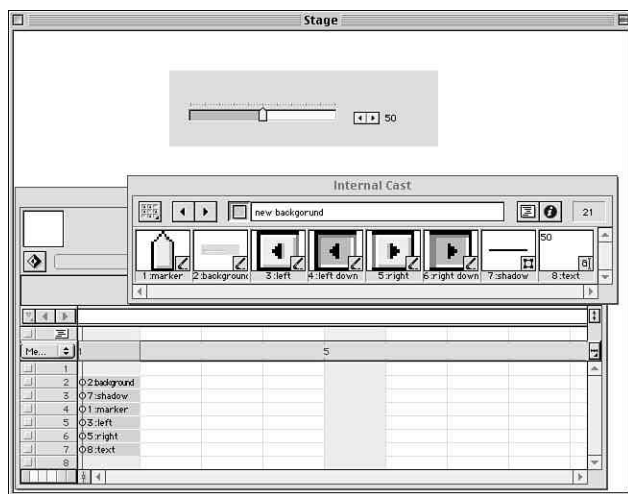 Stage
50
Internal Cast
new backgorund
21
50
1:marker
2:background
3:left
4:left down
5:right
6:right down
7:shadow
8:text
Me...
1
5
1
2
2:background
3
7:shadow
4
1:marker
5
3:left
6
5:right
7
8:text
8